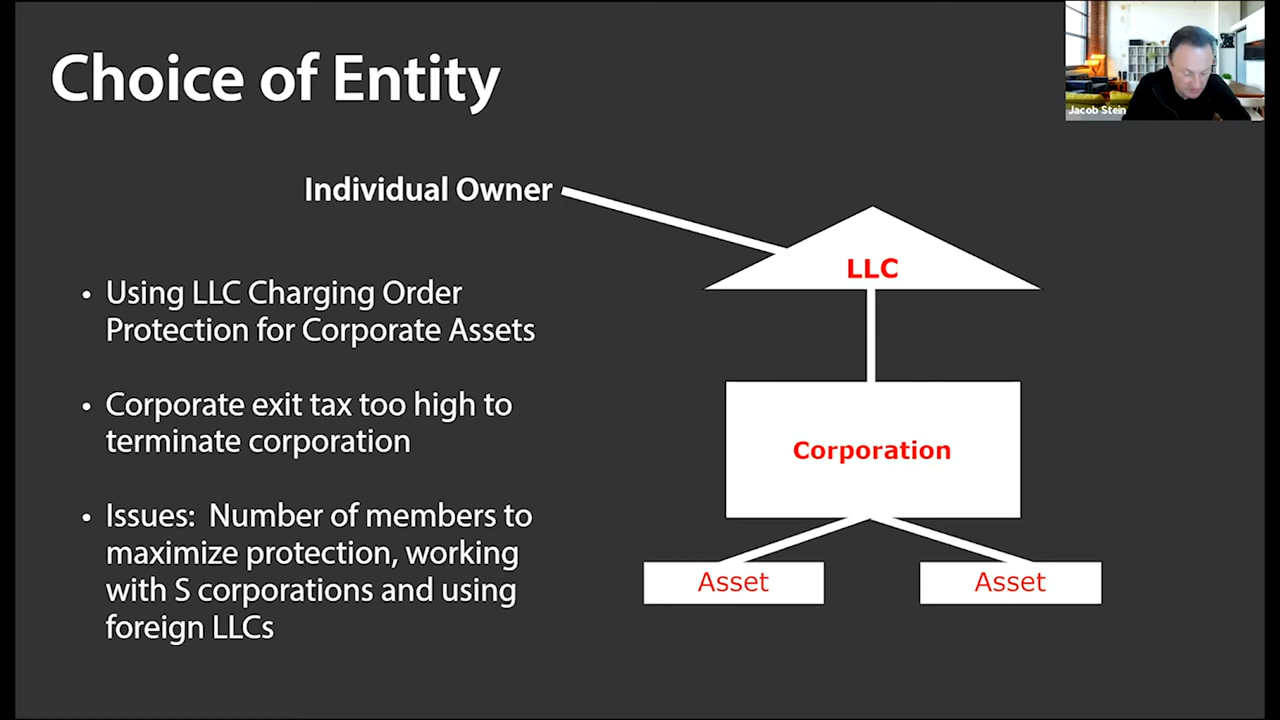 Choice of Entity
Jacob Stein
Individual Owner
LLC
• Using LLC Charging Order
Protection for Corporate Assets
• Corporate exit tax too high to
terminate corporation
Corporation
• Issues: Number of members to
maximize protection, working
with S corporations and using
foreign LLCs
Asset
Asset